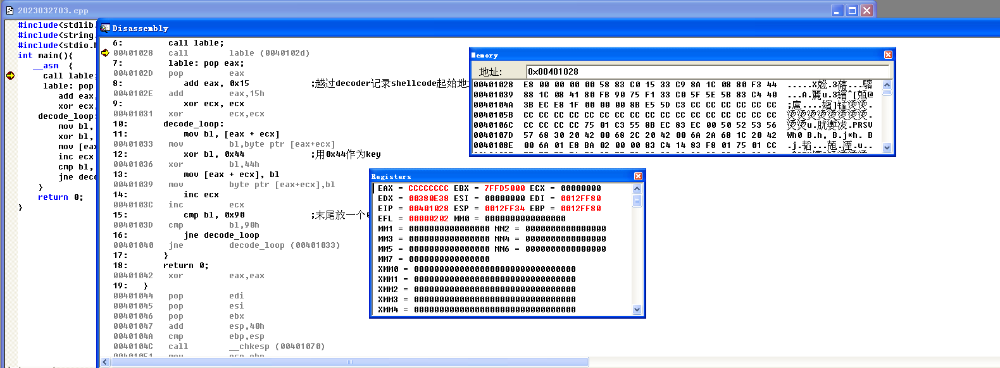 2023032703.cpp
#include<stdlib.
#include<string.
#include<stdio.h
int main(){
__asm {
call lable;
lable: pop
add eax,
xor ecx,
decode_loop:
mov bl,
xor bl,
mov [eax
inc ecx
cmp bl,
jne deco
}
return 0;
}
Disassembly
6: call lable;
00401028 call lable (0040102d)
7: lable: pop eax;
0040102D pop eax
8: add eax, 0x15 ;越过decoder记录shellcode起始地
0040102E add eax,15h
9: xor ecx, ecx
00401031 xor ecx,ecx
10: decode_loop:
11: mov bl, [eax + ecx]
00401033 mov bl,byte ptr [eax+ecx]
12: xor bl, 0x44 ;用0x44作为key
00401036 xor bl,44h
13: mov [eax + ecx], bl
00401039 mov byte ptr [eax+ecx],bl
14: inc ecx
0040103C inc ecx
15: cmp bl, 0x90 ;末尾放一个
0040103D cmp bl,90h
16: jne decode_loop
00401040 jne decode_loop (00401033)
17: }
18: return 0;
00401042 xor eax,eax
19: }
00401044 pop edi
00401045 pop esi
00401046 pop ebx
00401047 add esp,40h
0040104A cmp ebp,esp
0040104C call __chkesp (00401070)
Memory
地址: 0x00401028
00401028 E8 00 00 00 00 58 83 C0 15 33 C9 8A 1C 08 80 F3 44
00401039 88 1C 08 41 80 FB 90 75 F1 33 C0 5F 5E 5B 83 C4 40
0040104A 3B EC E8 1F 00 00 00 8B E5 5D C3 CC CC CC CC CC CC
0040105B CC CC CC CC CC CC CC CC CC CC CC CC CC CC CC CC CC 烫烫烫烫烫烫烫烫.
0040106C CC CC CC CC 75 01 C3 55 8B EC 83 EC 00 50 52 53 56
0040107D 57 68 30 20 42 00 68 2C 20 42 00 6A 2A 68 1C 20 42 Wh0 B.h, B.j*h. B
0040108E 00 6A 01 E8 BA 02 00 00 83 C4 14 83 F8 01 75 01 CC
Registers
EAX = CCCCCCCC EBX = 7FFD5000 ECX = 00000000
EDX = 00380E38 ESI = 00000000 EDI = 0012FF80
EIP = 00401028 ESP = 0012FF34 EBP = 0012FF80
EFL = 00000202 MM0 = 0000000000000000
MM1 = 0000000000000000 MM2 = 0000000000000000
MM3 = 0000000000000000 MM4 = 0000000000000000
MM5 = 0000000000000000 MM6 = 0000000000000000
MM7 = 0000000000000000
XMM0 = 00000000000000000000000000000000
XMM1 = 00000000000000000000000000000000
XMM2 = 00000000000000000000000000000000
XMM3 = 00000000000000000000000000000000
XMM4 = 00000000000000000000000000000000